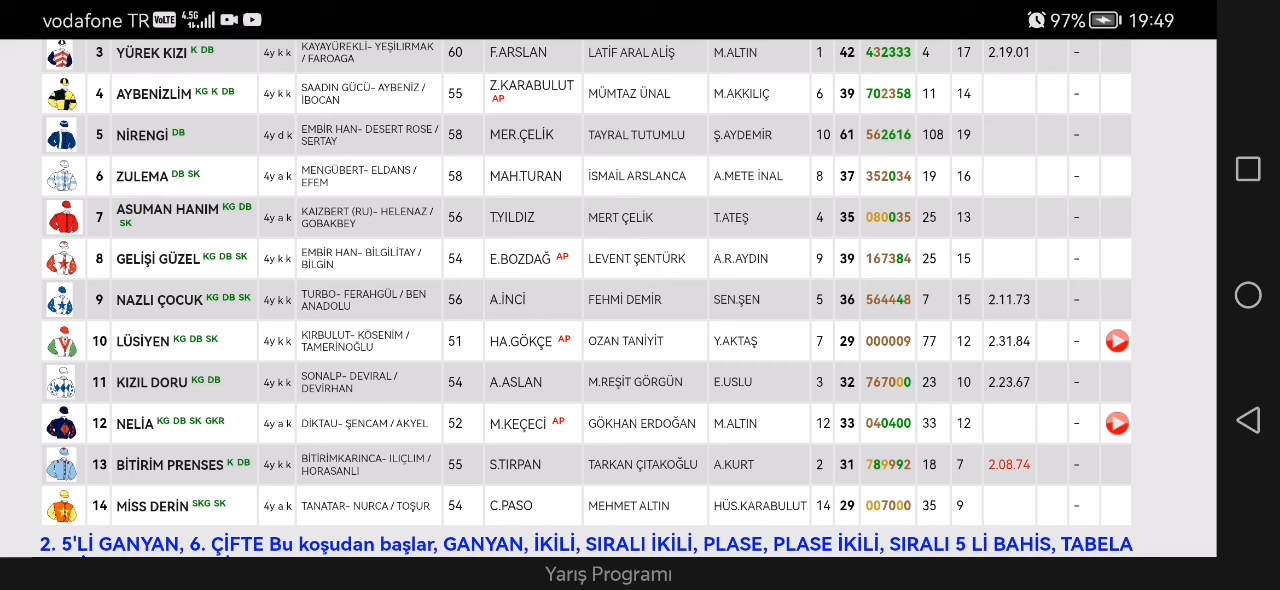 vodafone TR VoLTE 4.5G 97% 19:49
3 YÜREK KIZI K DB 4y k k KAYAYÜREKLİ- YEŞİLIRMAK / FAROAGA 60 F.ARSLAN LATİF ARAL ALİŞ M.ALTIN 1 42 432333 4 17 2.19.01 -
4 AYBENİZLİM KG K DB 4y k k SAADIN GÜCÜ- AYBENİZ / İBOCAN 55 Z.KARABULUT AP MÜMTAZ ÜNAL M.AKKILIÇ 6 39 702358 11 14 -
5 NİRENGİ DB 4y d k EMBİR HAN- DESERT ROSE / SERTAY 58 MER.ÇELİK TAYRAL TUTUMLU Ş.AYDEMİR 10 61 562616 108 19 -
6 ZULEMA DB SK 4y a k MENGÜBERT- ELDANS / EFEM 58 MAH.TURAN İSMAİL ARSLANCA A.METE İNAL 8 37 352034 19 16 -
7 ASUMAN HANIM KG DB SK 4y a k KAIZBERT (RU)- HELENAZ / GOBAKBEY 56 T.YILDIZ MERT ÇELİK T.ATEŞ 4 35 080035 25 13 -
8 GELİŞİ GÜZEL KG DB SK 4y k k EMBİR HAN- BİLGİLİTAY / BİLGİN 54 E.BOZDAĞ AP LEVENT ŞENTÜRK A.R.AYDIN 9 39 167384 25 15 -
9 NAZLI ÇOCUK KG DB SK 4y k k TURBO- FERAHGÜL / BEN ANADOLU 56 A.İNCİ FEHMİ DEMİR SEN.ŞEN 5 36 564448 7 15 2.11.73 -
10 LÜSİYEN KG DB SK 4y k k KIRBULUT- KÖSENİM / TAMERİNOĞLU 51 HA.GÖKÇE AP OZAN TANİYİT Y.AKTAŞ 7 29 000009 77 12 2.31.84 -
11 KIZIL DORU KG DB 4y k k SONALP- DEVIRAL / DEVİRHAN 54 A.ASLAN M.REŞİT GÖRGÜN E.USLU 3 32 767000 23 10 2.23.67 -
12 NELİA KG DB SK GKR 4y a k DİKTAU- ŞENCAM / AKYEL 52 M.KEÇECİ AP GÖKHAN ERDOĞAN M.ALTIN 12 33 040400 33 12 -
13 BİTİRİM PRENSES K DB 4y k k BİTİRİMKARINCA- ILIÇLIM / HORASANLI 55 S.TIRPAN TARKAN ÇITAKOĞLU A.KURT 2 31 789992 18 7 2.08.74 -
14 MİSS DERİN SKG SK 4y a k TANATAR- NURCA / TOŞUR 54 C.PASO MEHMET ALTIN HÜS.KARABULUT 14 29 007000 35 9 -
2. 5'Lİ GANYAN, 6. ÇİFTE Bu koşudan başlar, GANYAN, İKİLİ, SIRALI İKİLİ, PLASE, PLASE İKİLİ, SIRALI 5 Lİ BAHİS, TABELA
Yarış Programı